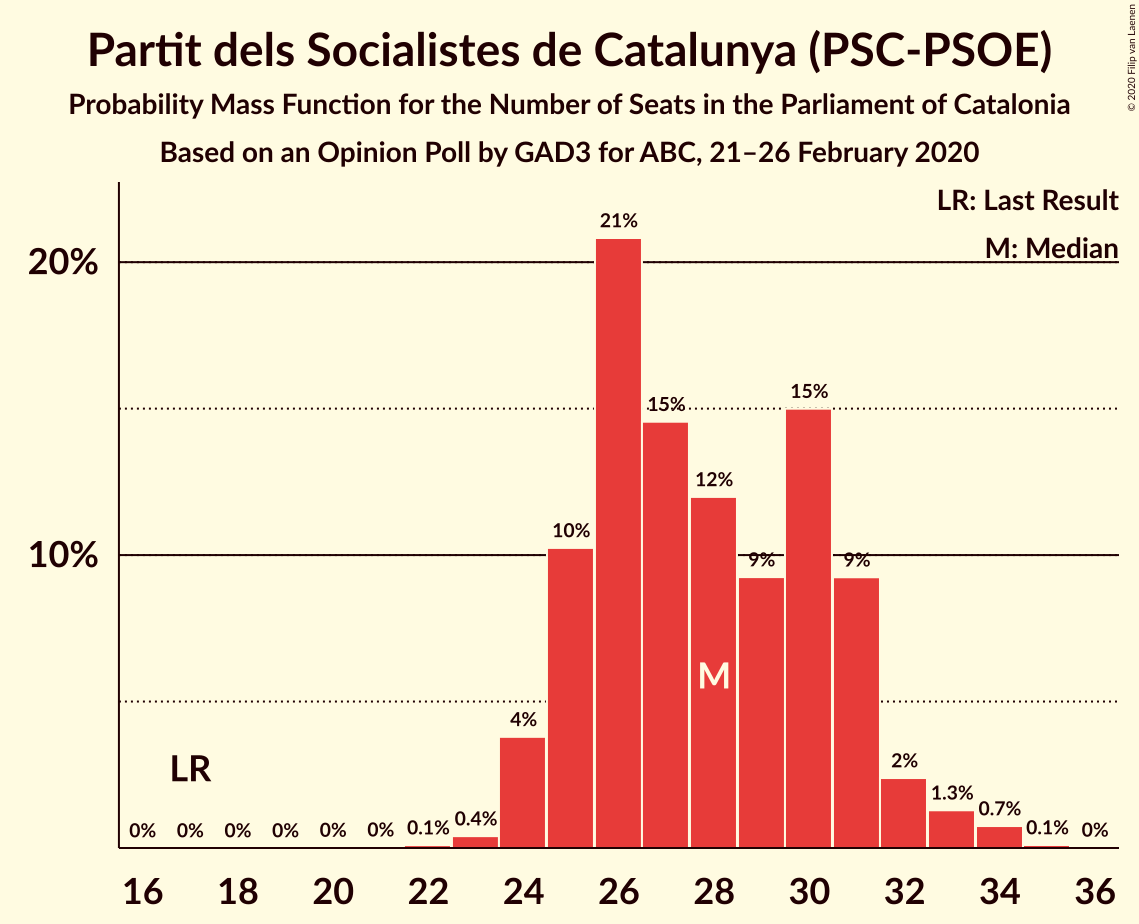 Partit dels Socialistes de Catalunya (PSC-PSOE)
Probability Mass Function for the Number of Seats in the Parliament of Catalonia
Based on an Opinion Poll by GAD3 for ABC, 21–26 February 2020
© 2020 Filip van Laenen
LR: Last Result
M: Median
20%
10%
21%
15%
15%
12%
10%
9%
9%
M
4%
LR
2%
1.3%
0.7%
0.4%
0% 0% 0% 0% 0% 0% 0.1% 0.1% 0%
16 18 20 22 24 26 28 30 32 34 36